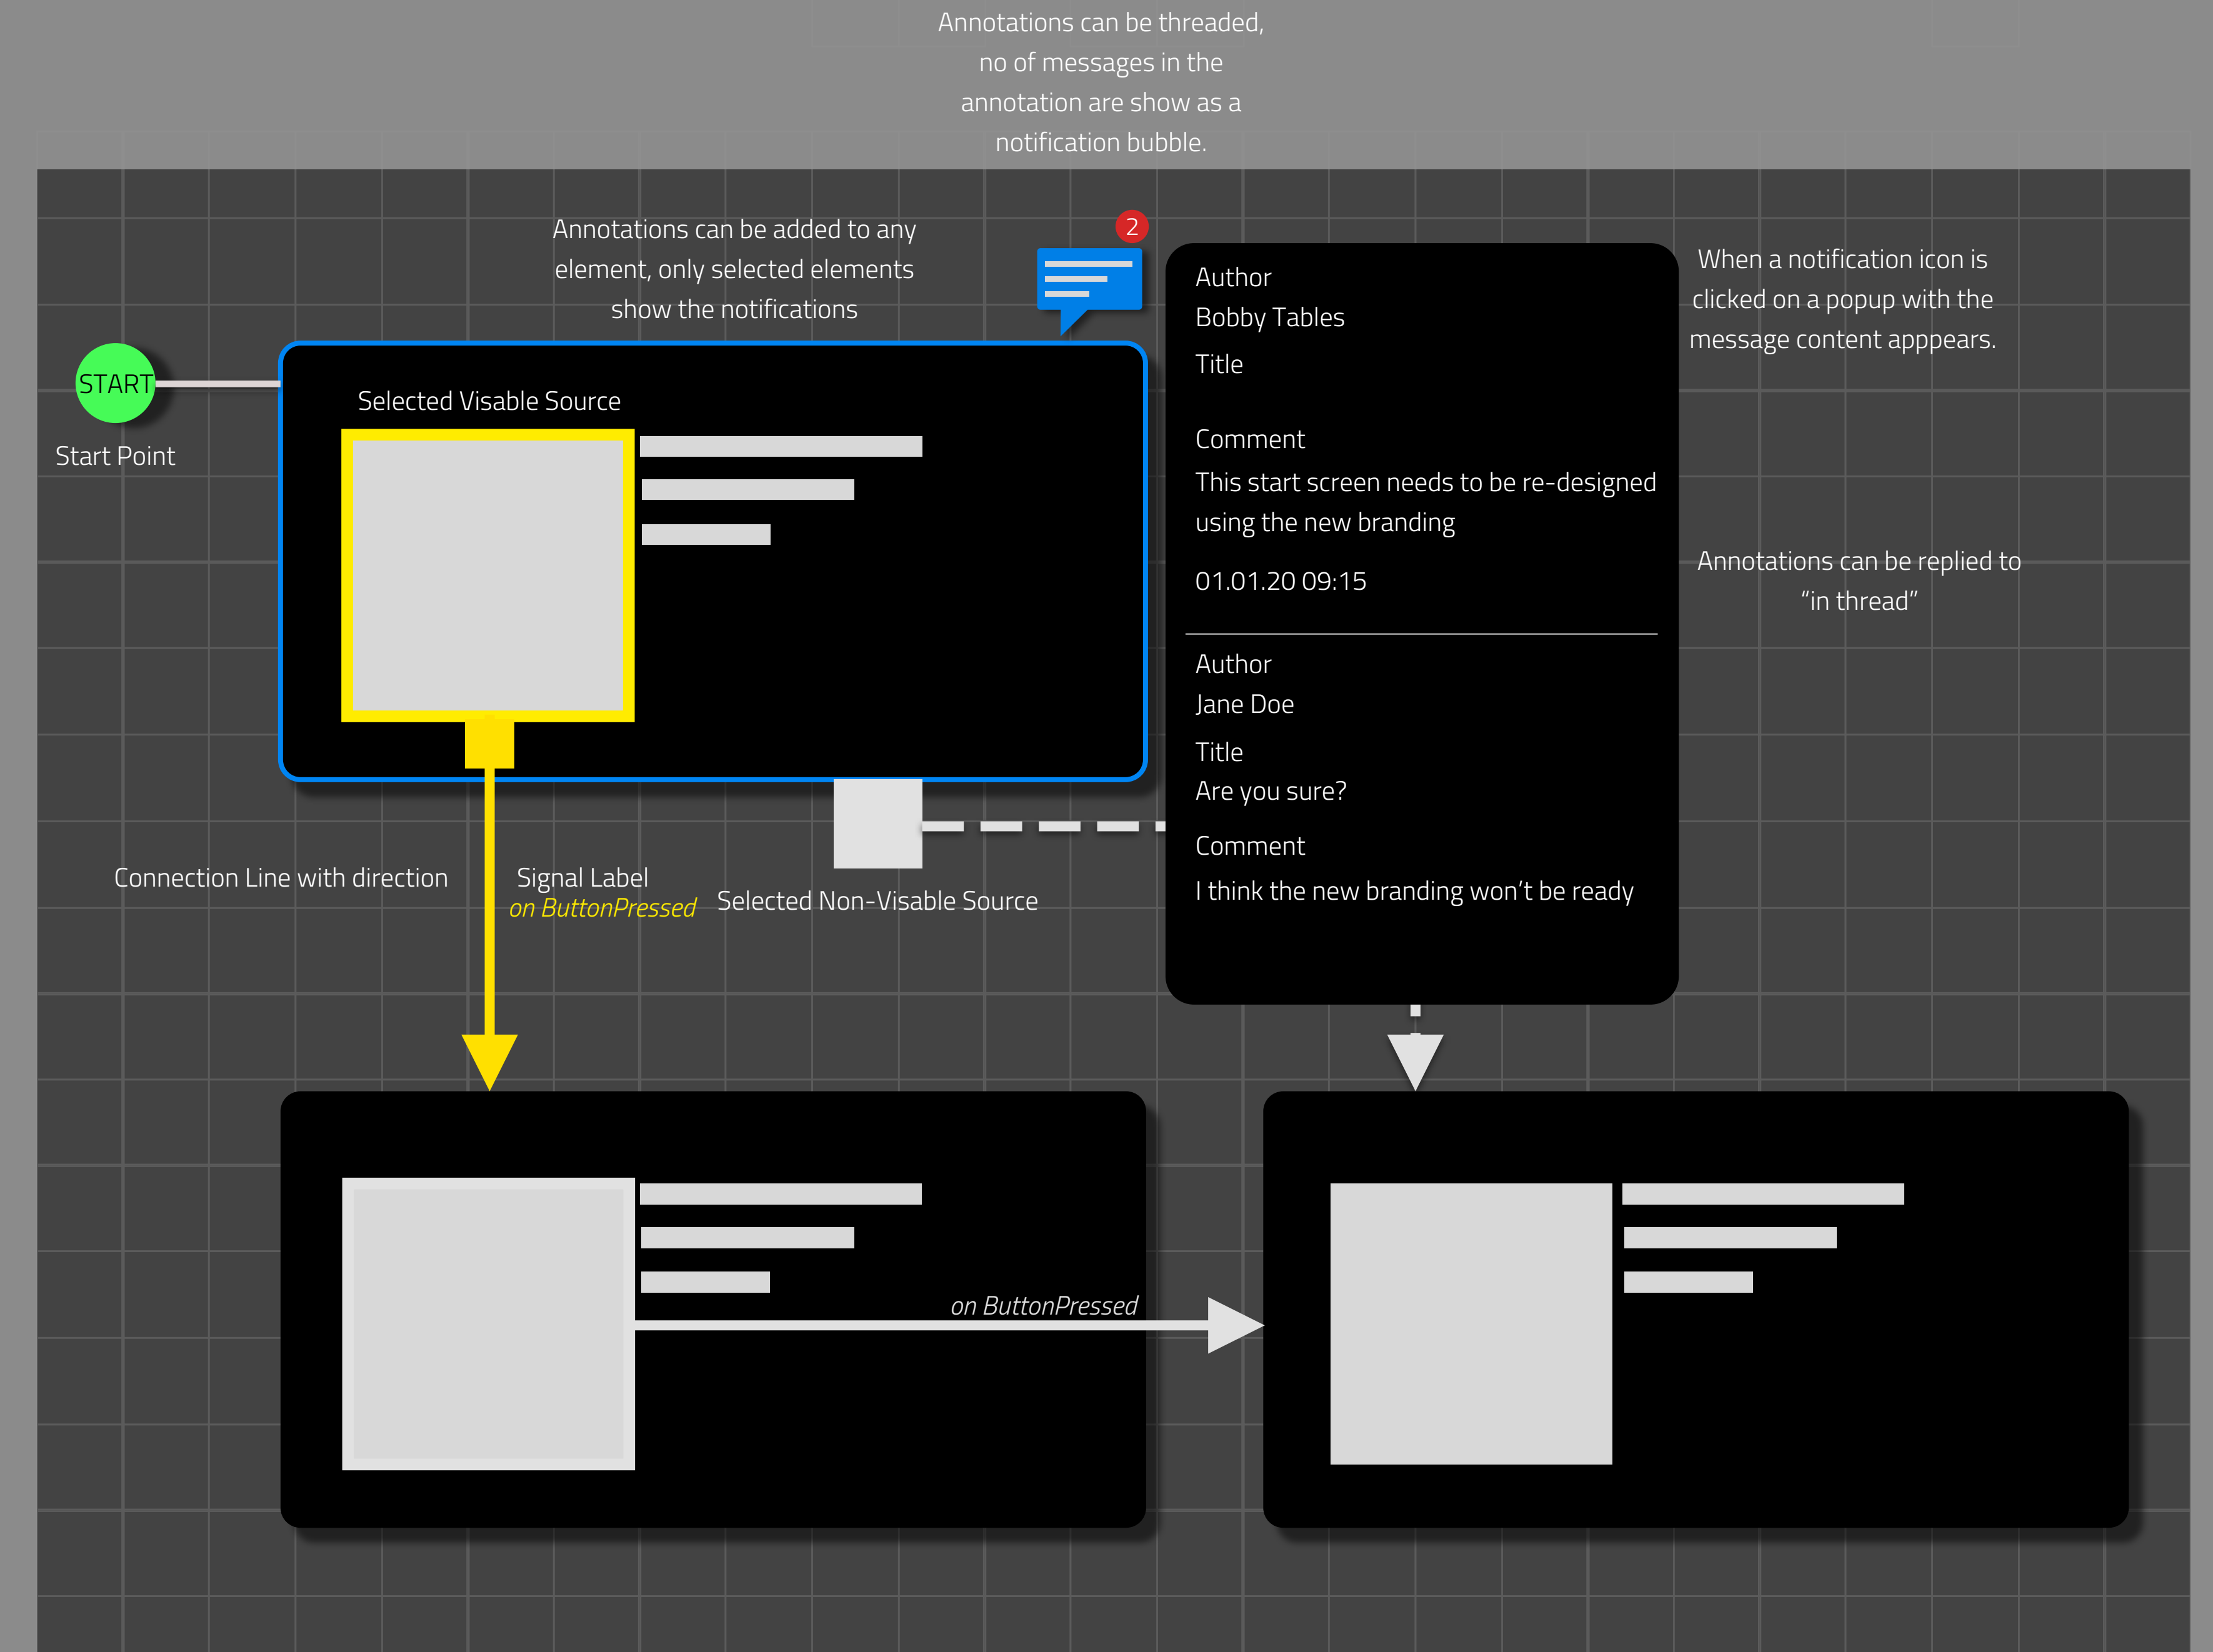 Annotations can be threaded,
no of messages in the
annotation are show as a
notification bubble.
Annotations can be added to any
element, only selected elements
show the notifications
2
START
Start Point
Selected Visable Source
Author
Bobby Tables
Title
Comment
This start screen needs to be re-designed
using the new branding
01.01.20 09:15
Author
Jane Doe
Title
Are you sure?
Comment
I think the new branding won’t be ready
When a notification icon is
clicked on a popup with the
message content apppears.
Annotations can be replied to
“in thread”
Connection Line with direction
Signal Label
on ButtonPressed
Selected Non-Visable Source
on ButtonPressed